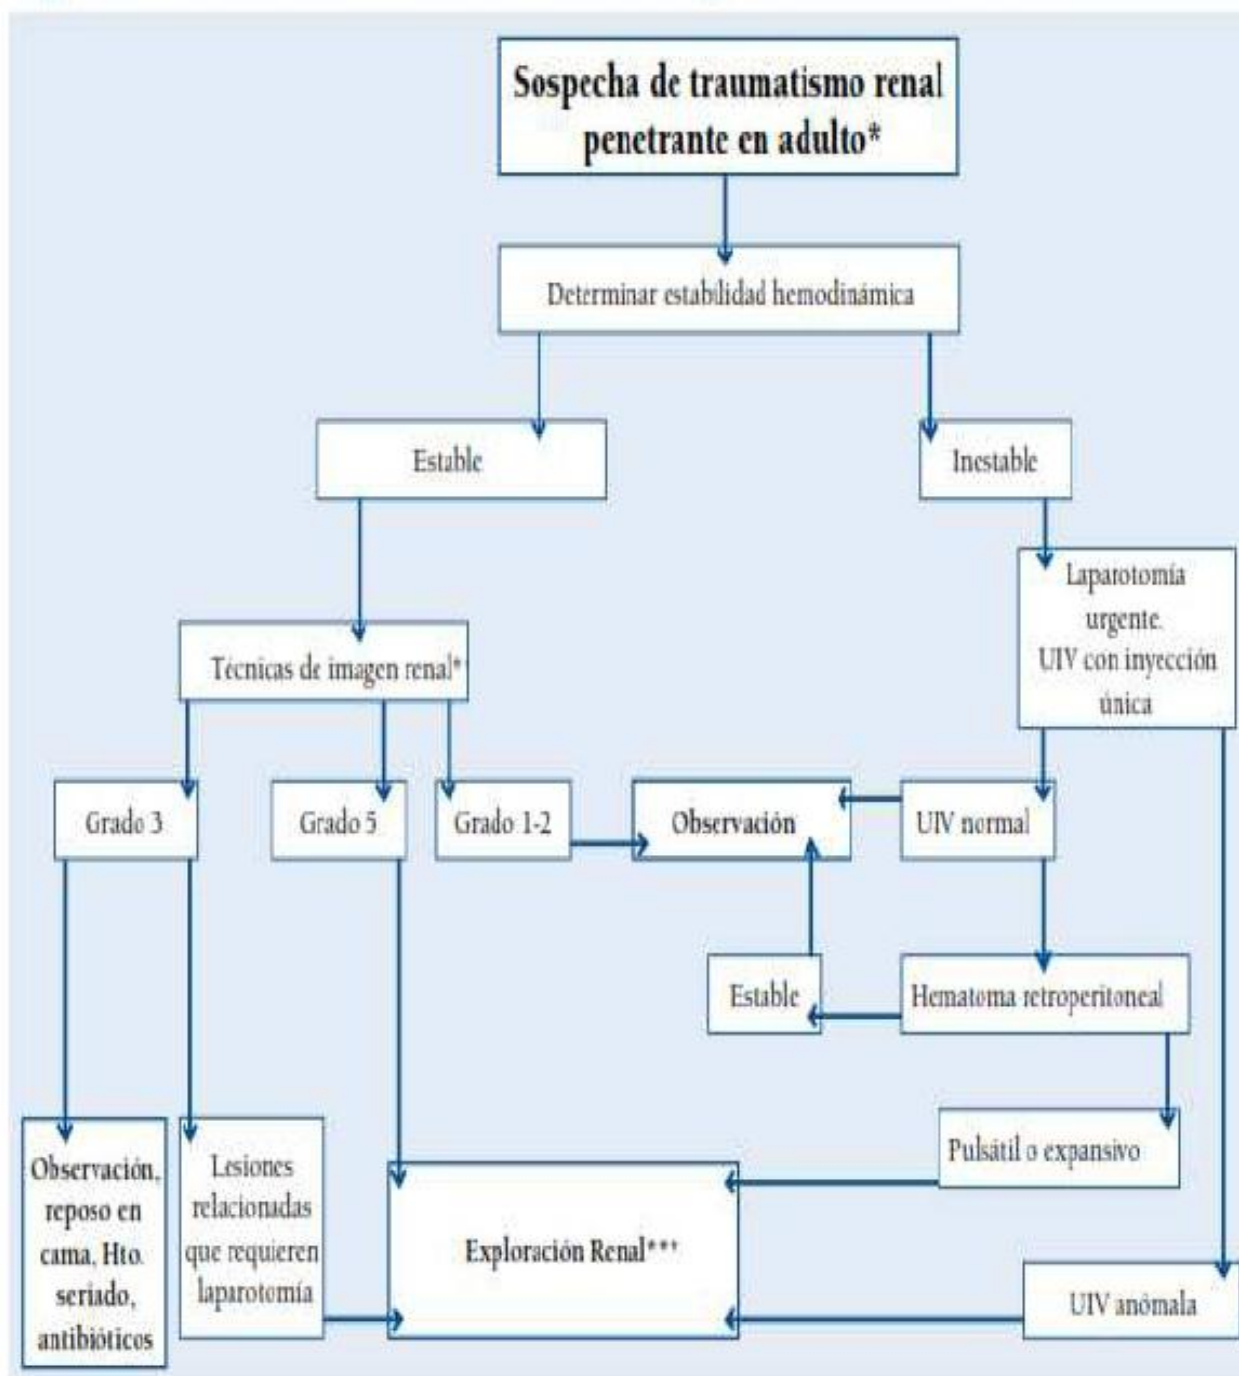 Sospecha de traumatismo renal
penetrante en adulto*
Determinar estabilidad hemodinámica
Estable
Inestable
Laparotomía
urgente.
UIV con inyección
única
Técnicas de imagen renal*
Grado 3
Grado 5
Grado 1-2
Observación
UIV normal
Estable
Hematoma retroperitoneal
Pulsátil o expansivo
Observación,
reposo en
cama, Hto.
seriado,
antibióticos
Lesiones
relacionadas
que requieren
laparotomía
Exploración Renal***
UIV anómala